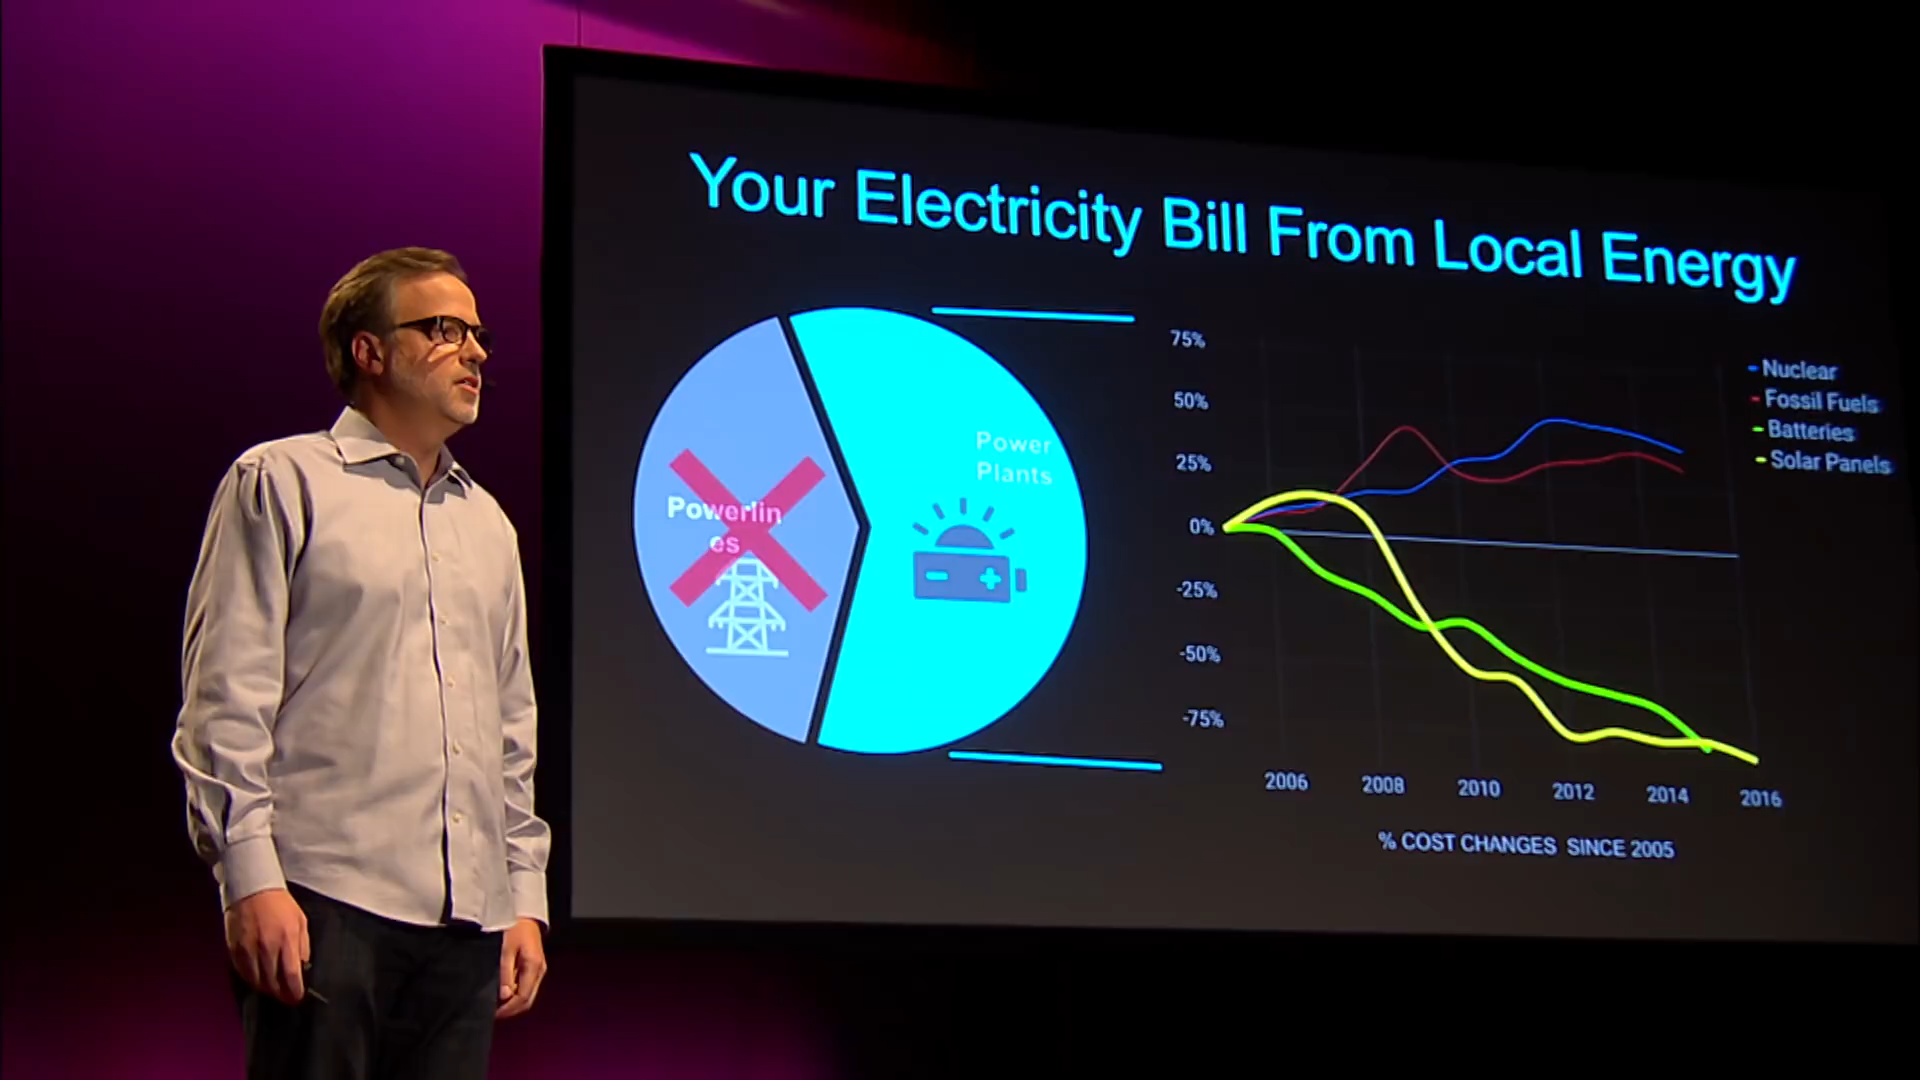 Your Electricity Bill From Local Energy
Powerlin
es
Power
Plants
75%
50%
25%
0%
-25%
-50%
-75%
2006 2008 2010 2012 2014 2016
% COST CHANGES SINCE 2005
Nuclear
Fossil Fuels
Batteries
Solar Panels